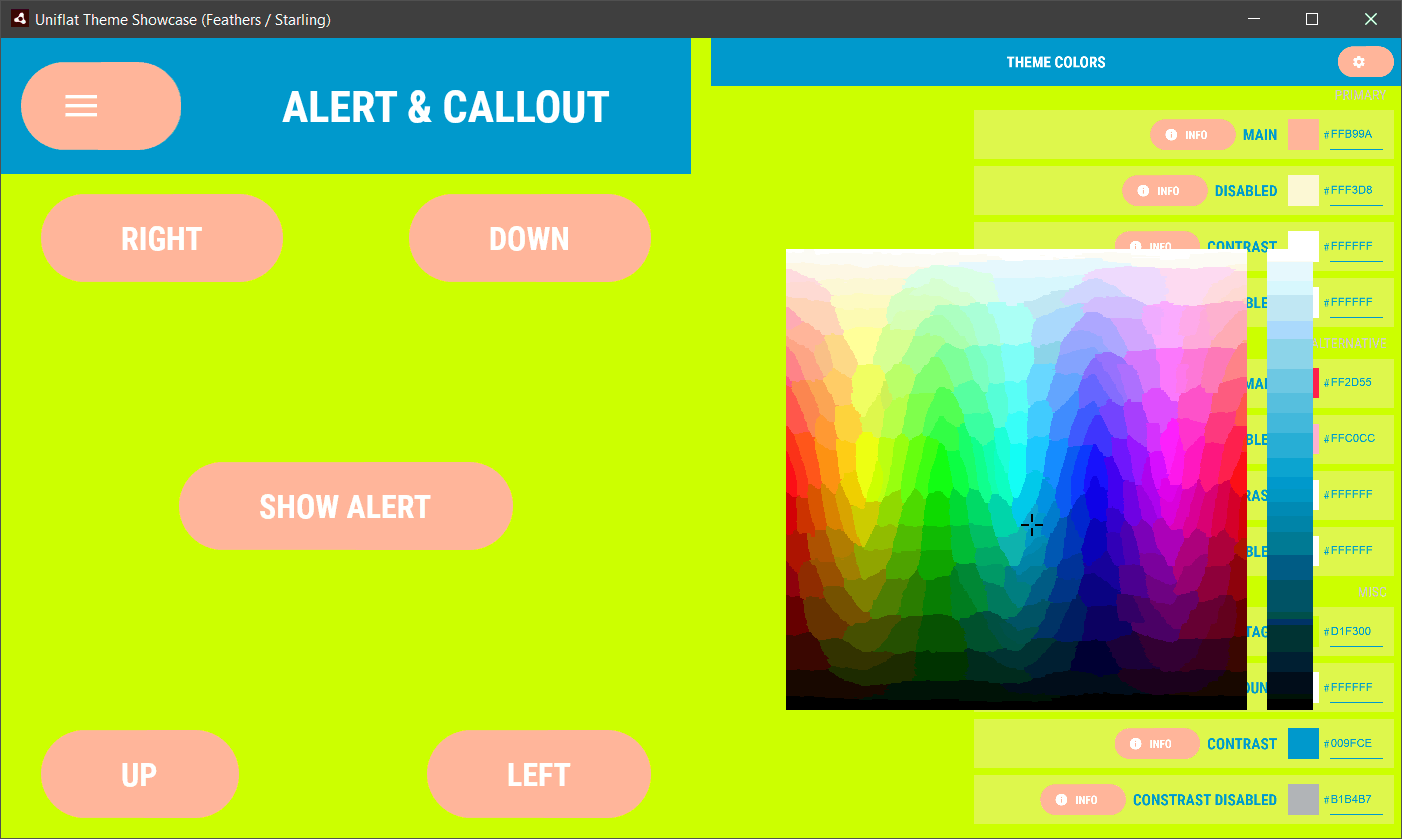 Uniflat Theme Showcase (Feathers / Starling)
ALERT & CALLOUT
RIGHT
DOWN
SHOW ALERT
UP
LEFT
THEME COLORS
PRIMARY
INFO MAIN #FFB99A
INFO DISABLED #FFF3D8
INFO CONTRAST #FFFFFF
BLE #FFFFFF
LTERNATIVE
MAI #FF2D55
BLE #FFC0CC
RAS #FFFFFF
BLE #FFFFFF
MISC
TAG #D1F300
OUN #FFFFFF
INFO CONTRAST #009FCE
INFO CONSTRAST DISABLED #B1B4B7